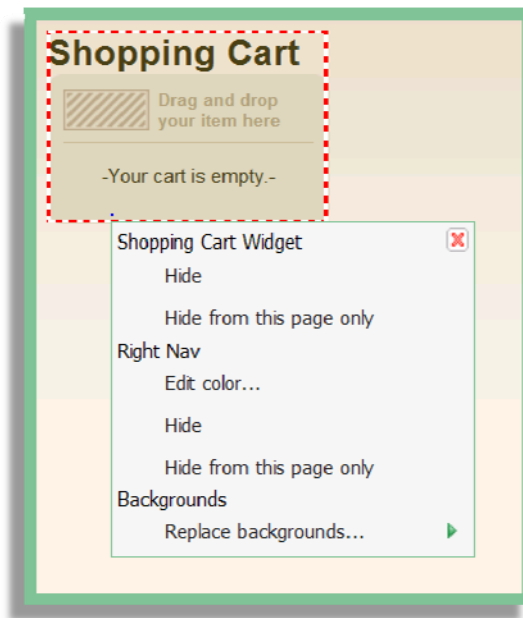 Shopping Cart
Drag and drop
your item here
-Your cart is empty.-
Shopping Cart Widget
Hide
Hide from this page only
Right Nav
Edit color...
Hide
Hide from this page only
Backgrounds
Replace backgrounds...